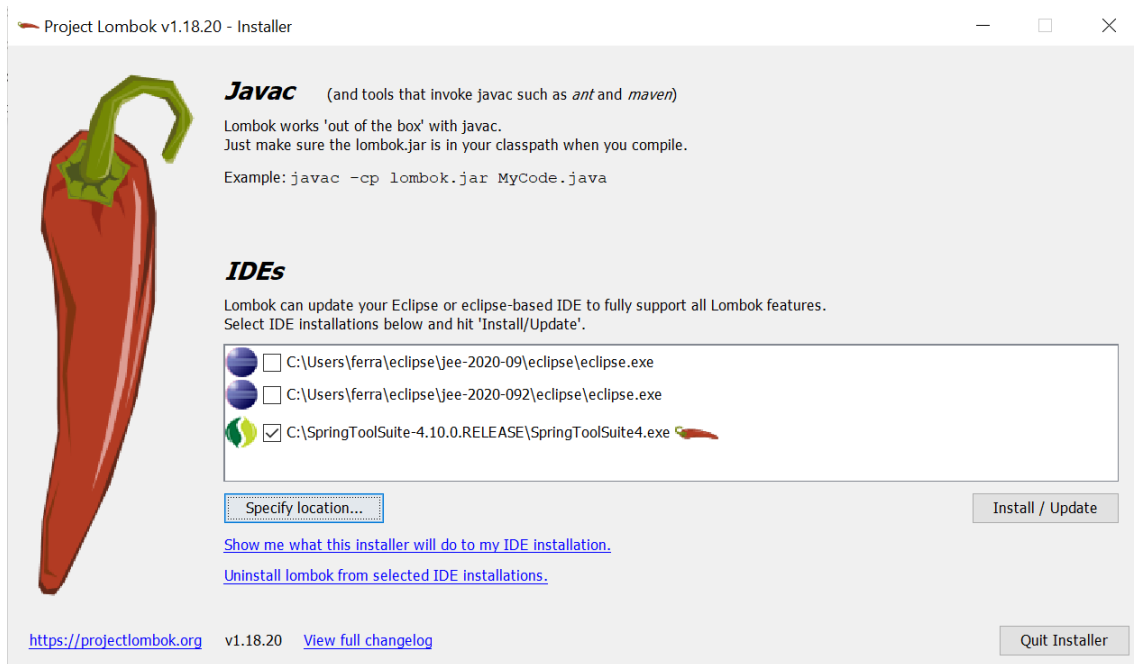 Project Lombok v1.18.20 - Installer
Javac (and tools that invoke javac such as ant and maven)
Lombok works 'out of the box' with javac.
Just make sure the lombok.jar is in your classpath when you compile.
Example: javac -cp lombok.jar MyCode.java
IDEs
Lombok can update your Eclipse or eclipse-based IDE to fully support all Lombok features.
Select IDE installations below and hit 'Install/Update'.
C:\Users\ferra\eclipse\jee-2020-09\eclipse\eclipse.exe
C:\Users\ferra\eclipse\jee-2020-092\eclipse\eclipse.exe
C:\SpringToolSuite-4.10.0.RELEASE\SpringToolSuite4.exe
Specify location... Install / Update
Show me what this installer will do to my IDE installation.
Uninstall lombok from selected IDE installations.
https://projectlombok.org v1.18.20 View full changelog Quit Installer